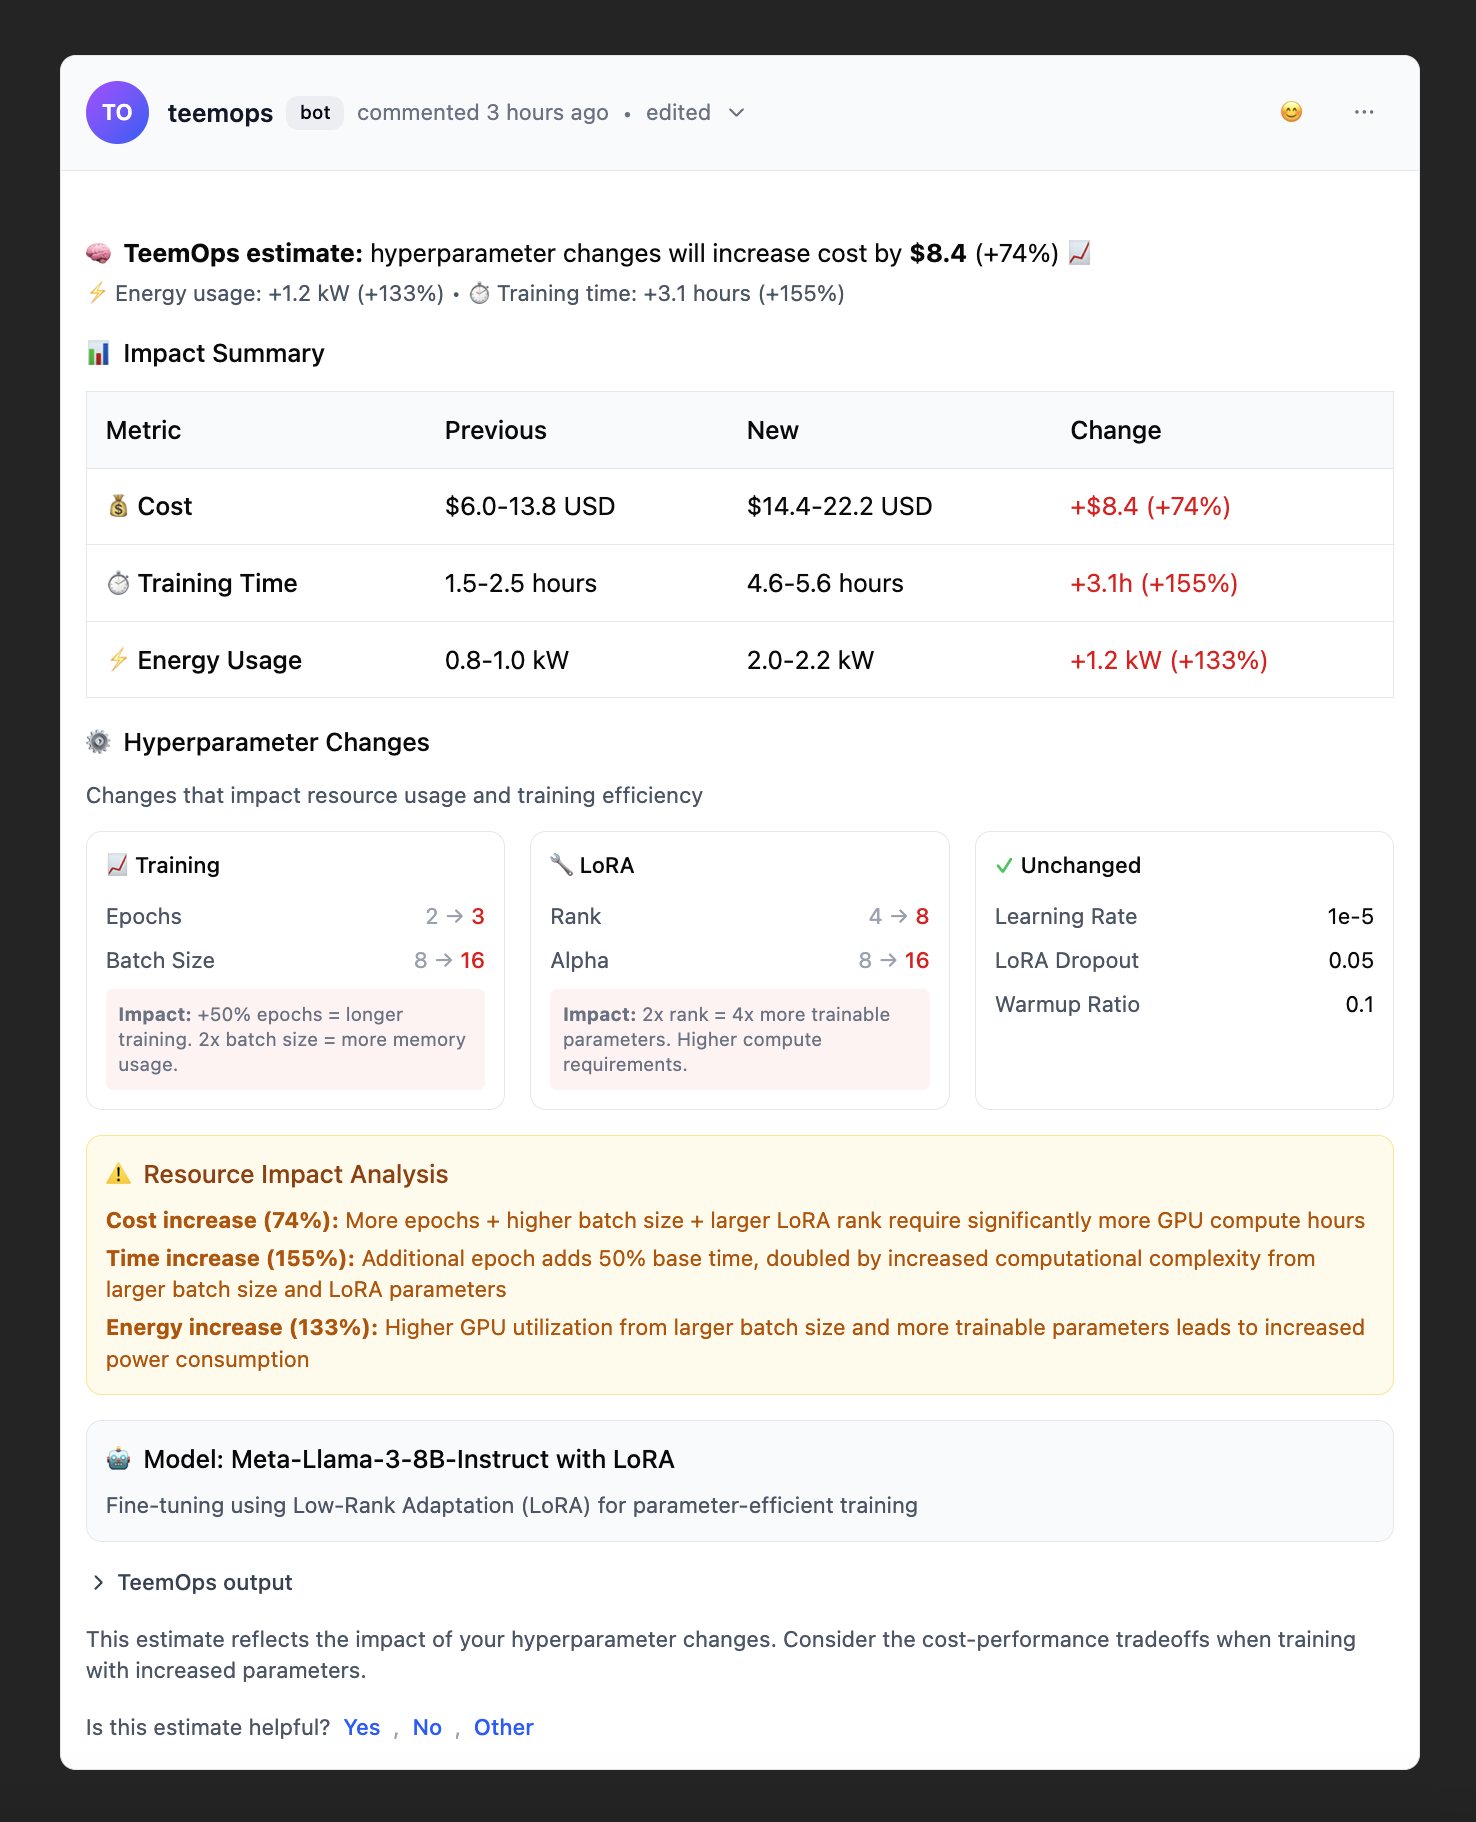 TO teemops bot commented 3 hours ago • edited
🧠 TeemOps estimate: hyperparameter changes will increase cost by $8.4 (+74%) 📈
⚡ Energy usage: +1.2 kW (+133%) • ⏱️ Training time: +3.1 hours (+155%)
📊 Impact Summary
Metric Previous New Change
💰 Cost $6.0-13.8 USD $14.4-22.2 USD +$8.4 (+74%)
⏱️ Training Time 1.5-2.5 hours 4.6-5.6 hours +3.1h (+155%)
⚡ Energy Usage 0.8-1.0 kW 2.0-2.2 kW +1.2 kW (+133%)
⚙️ Hyperparameter Changes
Changes that impact resource usage and training efficiency
📈 Training
Epochs 2 → 3
Batch Size 8 → 16
Impact: +50% epochs = longer
training. 2x batch size = more memory
usage.
🔧 LoRA
Rank 4 → 8
Alpha 8 → 16
Impact: 2x rank = 4x more trainable
parameters. Higher compute
requirements.
✓ Unchanged
Learning Rate 1e-5
LoRA Dropout 0.05
Warmup Ratio 0.1
⚠️ Resource Impact Analysis
Cost increase (74%): More epochs + higher batch size + larger LoRA rank require significantly more GPU compute hours
Time increase (155%): Additional epoch adds 50% base time, doubled by increased computational complexity from
larger batch size and LoRA parameters
Energy increase (133%): Higher GPU utilization from larger batch size and more trainable parameters leads to increased
power consumption
🤖 Model: Meta-Llama-3-8B-Instruct with LoRA
Fine-tuning using Low-Rank Adaptation (LoRA) for parameter-efficient training
TeemOps output
This estimate reflects the impact of your hyperparameter changes. Consider the cost-performance tradeoffs when training
with increased parameters.
Is this estimate helpful? Yes , No , Other